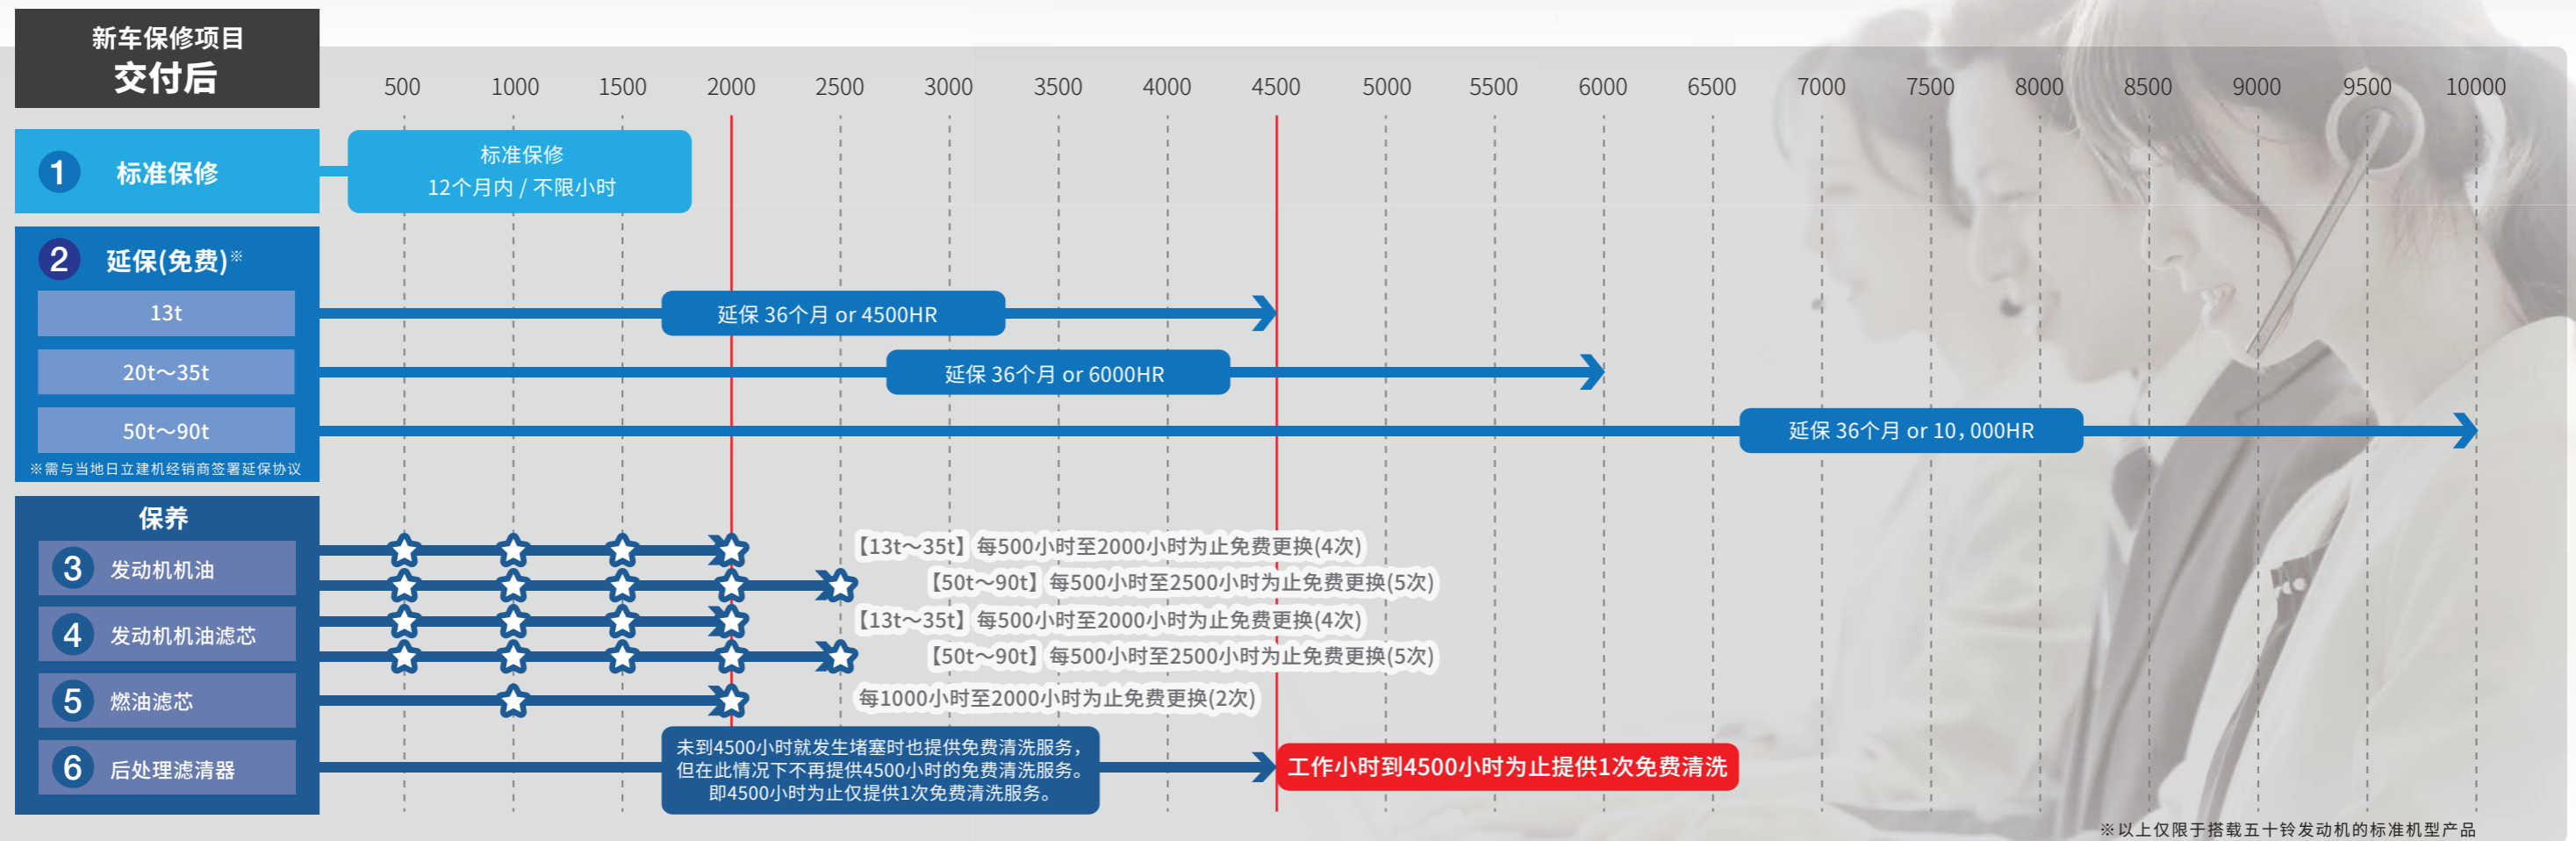 新车保修项目
交付后
500 1000 1500 2000 2500 3000 3500 4000 4500 5000 5500 6000 6500 7000 7500 8000 8500 9000 9500 10000
1 标准保修
标准保修
12个月内 / 不限小时
2 延保(免费)※
13t
延保 36个月 or 4500HR
20t～35t
延保 36个月 or 6000HR
50t～90t
延保 36个月 or 10，000HR
※需与当地日立建机经销商签署延保协议
保养
3 发动机机油
【13t～35t】每500小时至2000小时为止免费更换(4次)
【50t～90t】每500小时至2500小时为止免费更换(5次)
4 发动机机油滤芯
【13t～35t】每500小时至2000小时为止免费更换(4次)
【50t～90t】每500小时至2500小时为止免费更换(5次)
5 燃油滤芯
每1000小时至2000小时为止免费更换(2次)
6 后处理滤清器
未到4500小时就发生堵塞时也提供免费清洗服务，
但在此情况下不再提供4500小时的免费清洗服务。
即4500小时为止仅提供1次免费清洗服务。
工作小时到4500小时为止提供1次免费清洗
※以上仅限于搭载五十铃发动机的标准机型产品